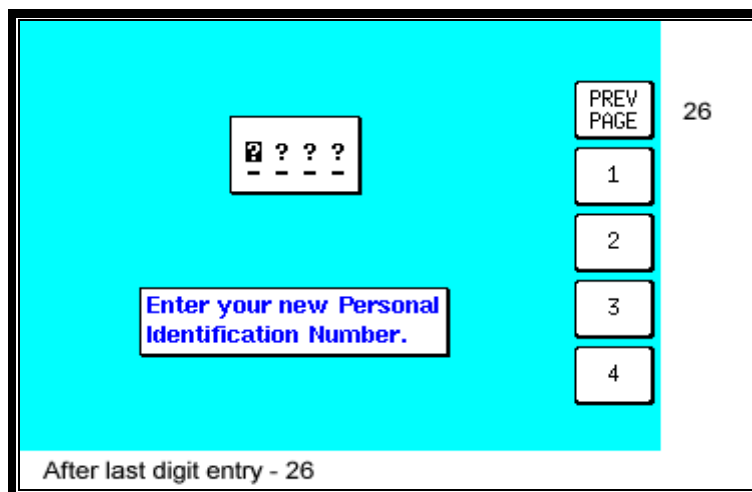 PREV
PAGE
26
? ? ? ?
1
2
Enter your new Personal
Identification Number.
3
4
After last digit entry - 26